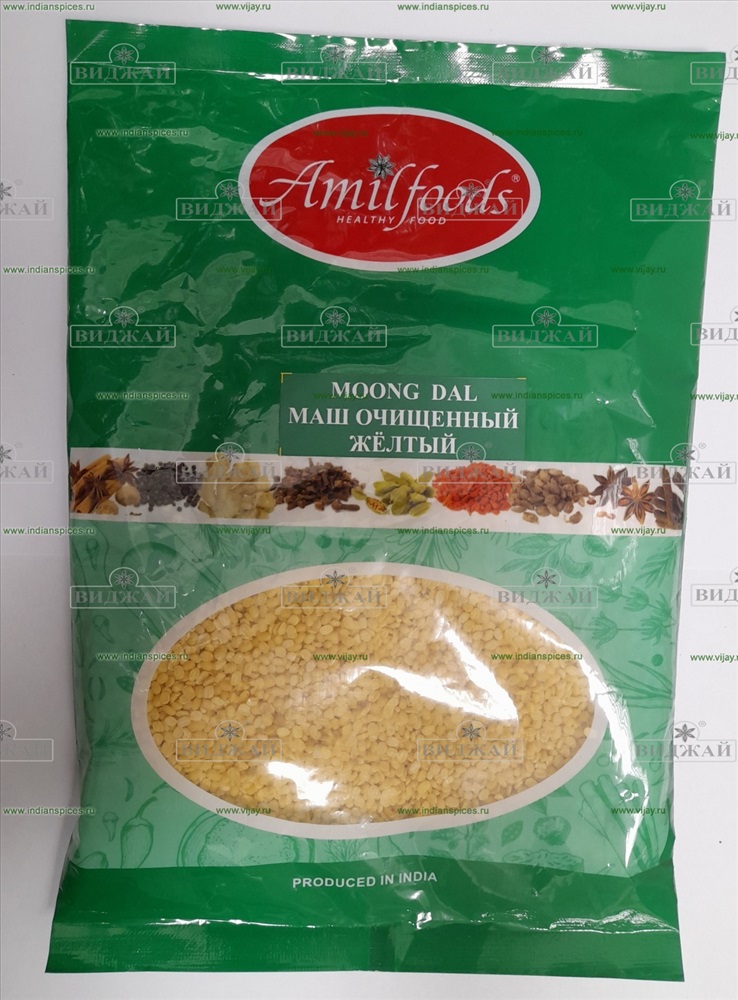 Amilfoods®
HEALTHY FOOD
MOONG DAL
МАШ ОЧИЩЕННЫЙ
ЖЁЛТЫЙ
PRODUCED IN INDIA
ВИДЖАЙ®
www.indianspices.ru
www.vijay.ru